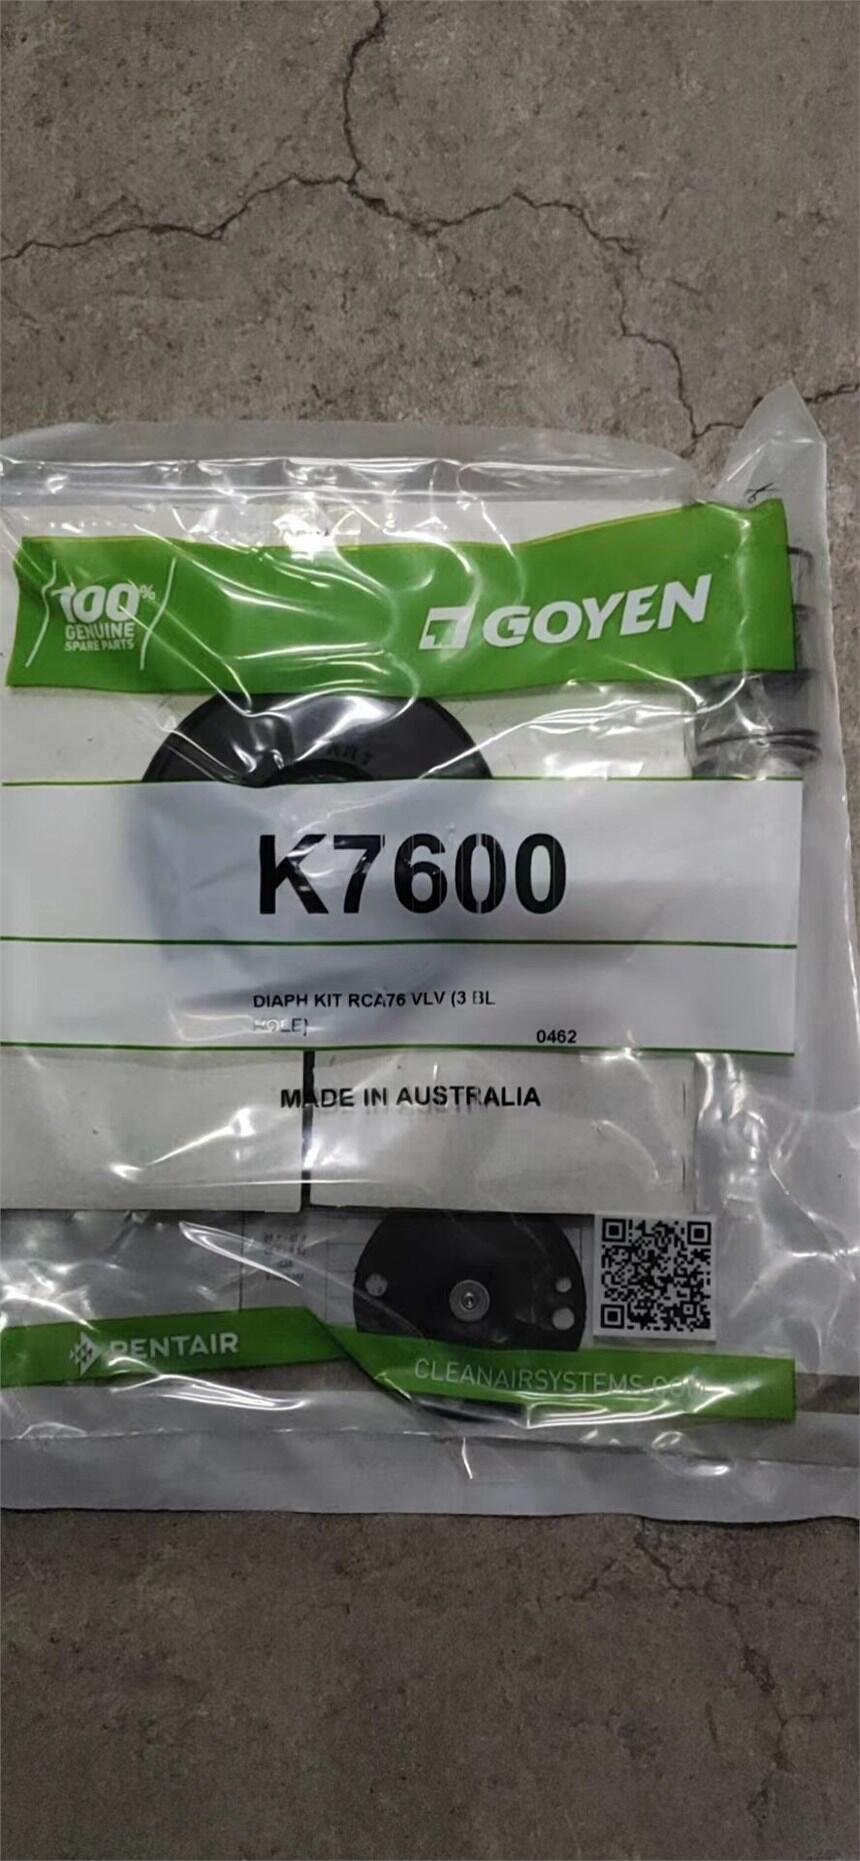 100%
GENUINE
SPARE PARTS
GOYEN
K7600
DIAPH KIT RCA76 VLV (3 BL
HOLE)
0462
MADE IN AUSTRALIA
PENTAIR
CLEANAIRSYSTEMS.COM